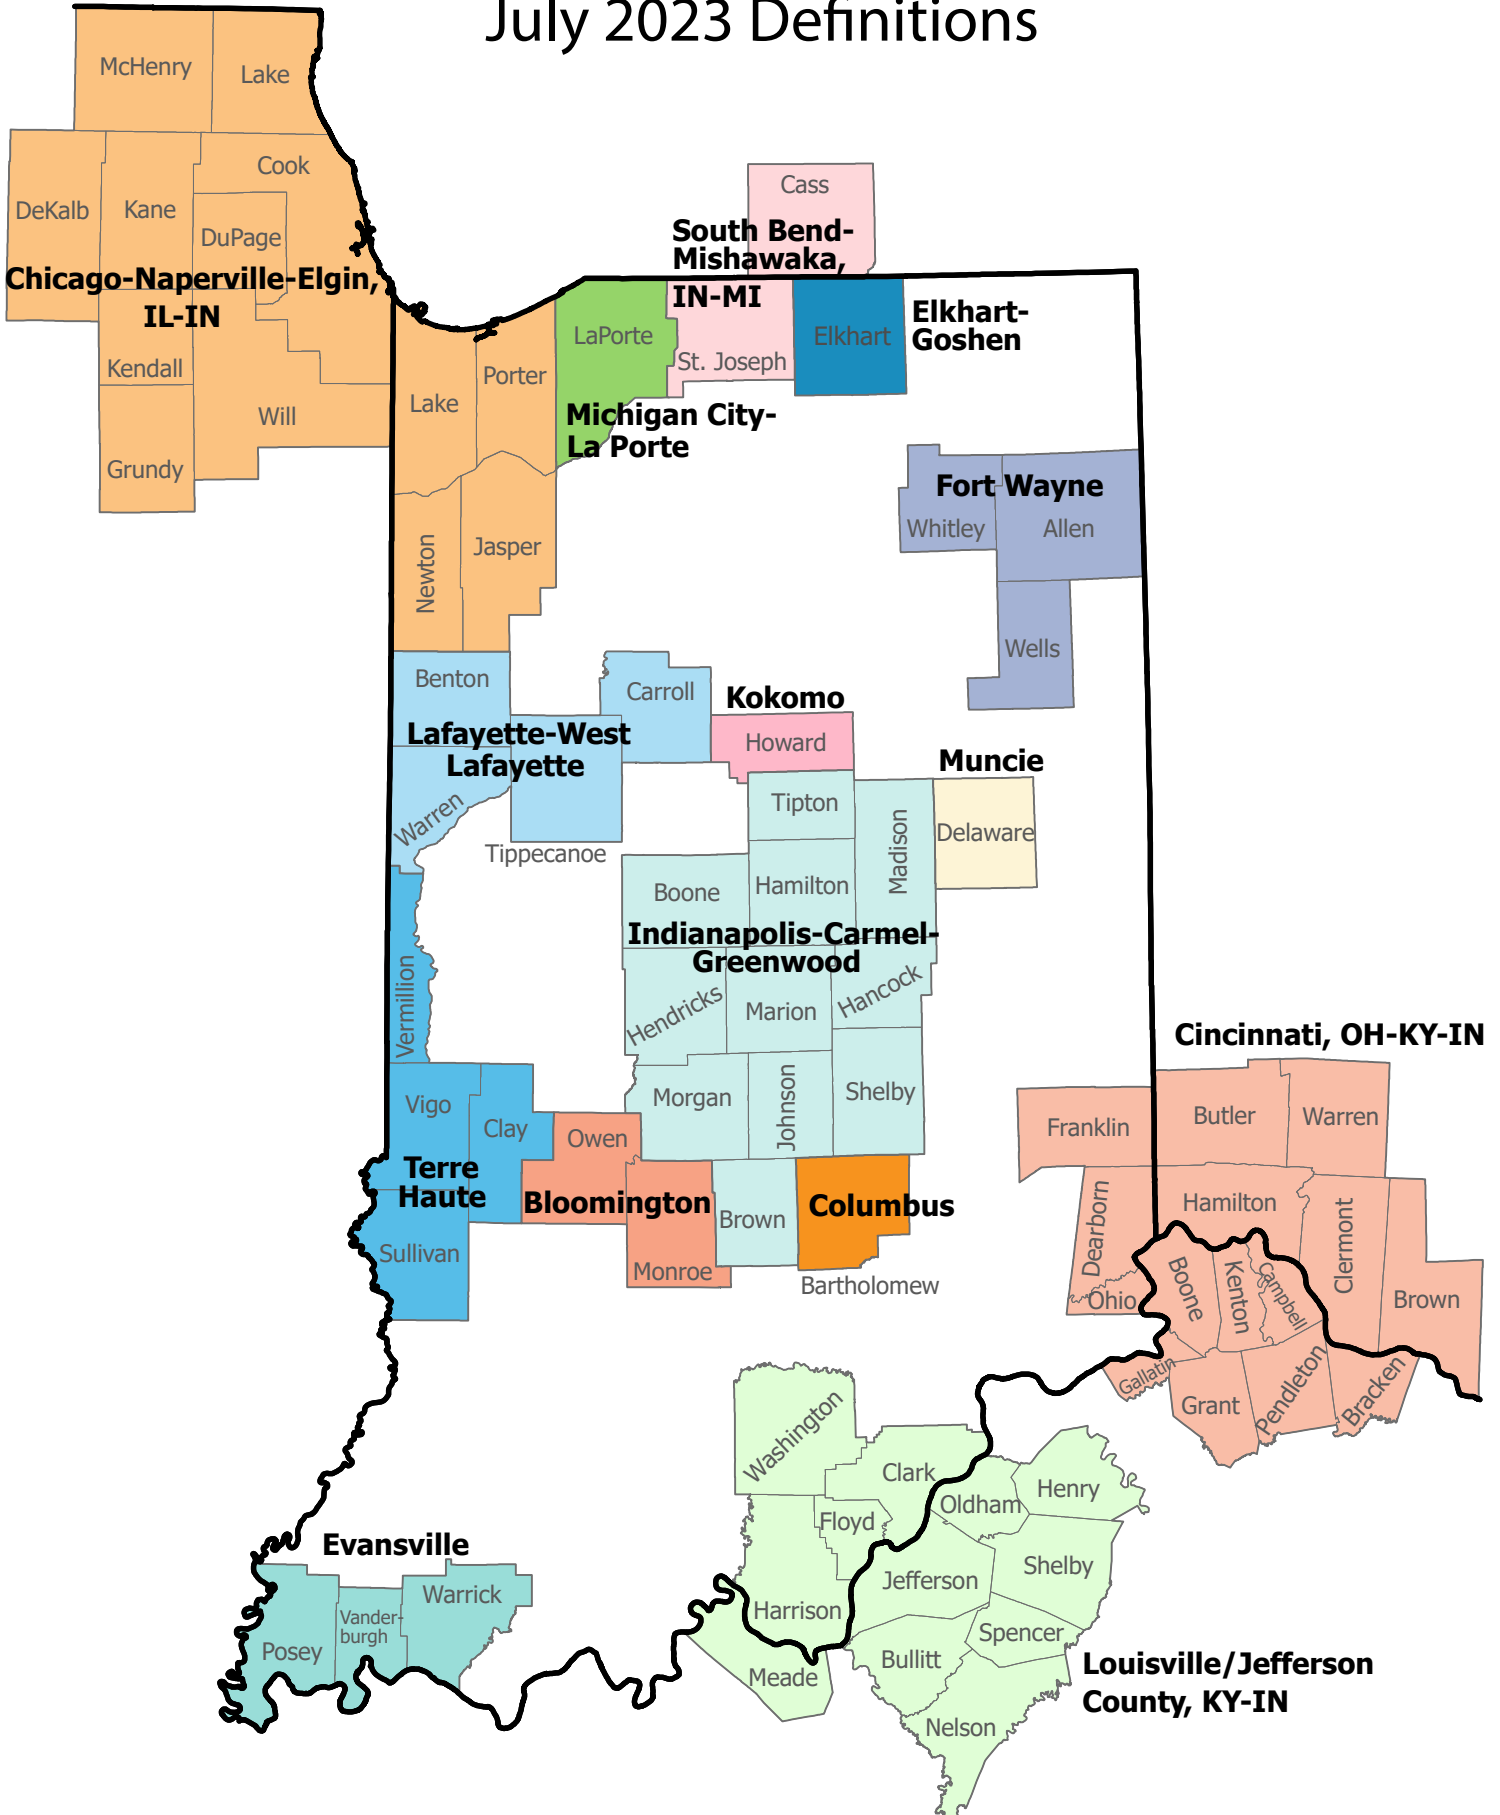 July 2023 Definitions
McHenry
Lake
Cook
DeKalb
Kane
DuPage
Chicago-Naperville-Elgin,
IL-IN
Kendall
Will
Grundy
Cass
South Bend-
Mishawaka,
IN-MI
St. Joseph
LaPorte
Michigan City-
La Porte
Elkhart
Elkhart-
Goshen
Lake
Porter
Newton
Jasper
Fort Wayne
Whitley
Allen
Wells
Benton
Carroll
Lafayette-West
Lafayette
Warren
Tippecanoe
Kokomo
Howard
Muncie
Delaware
Tipton
Madison
Boone
Hamilton
Indianapolis-Carmel-
Greenwood
Hendricks
Marion
Hancock
Morgan
Johnson
Shelby
Brown
Vermillion
Vigo
Clay
Terre
Haute
Sullivan
Owen
Bloomington
Monroe
Columbus
Bartholomew
Cincinnati, OH-KY-IN
Franklin
Butler
Warren
Dearborn
Hamilton
Clermont
Ohio
Boone
Kenton
Campbell
Brown
Gallatin
Grant
Pendleton
Bracken
Washington
Clark
Floyd
Oldham
Henry
Jefferson
Shelby
Harrison
Spencer
Bullitt
Meade
Nelson
Louisville/Jefferson
County, KY-IN
Evansville
Warrick
Vander-
burgh
Posey